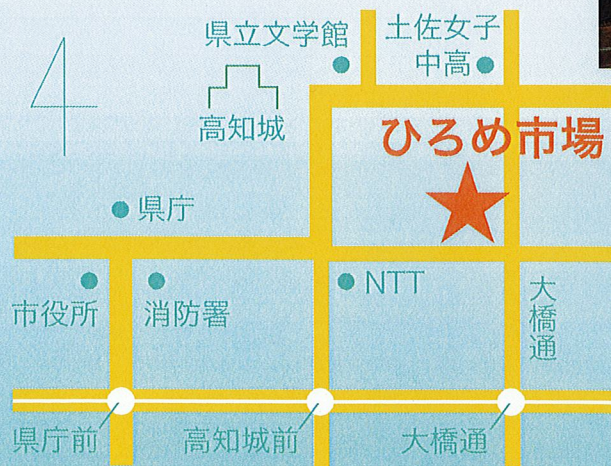 県立文学館
土佐女子
中高
高知城
ひろめ市場
県庁
市役所
消防署
NTT
大橋通
県庁前
高知城前
大橋通